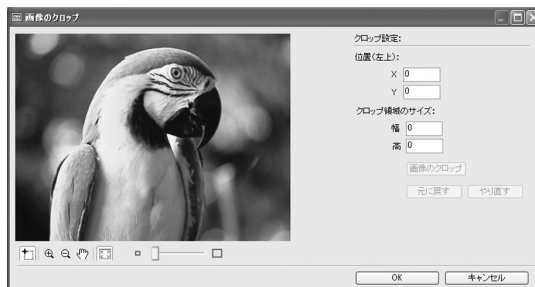 画像のクロップ
クロップ設定:
位置(左上):
X 0
Y 0
クロップ領域のサイズ:
幅 0
高 0
画像のクロップ
元に戻す やり直す
OK キャンセル